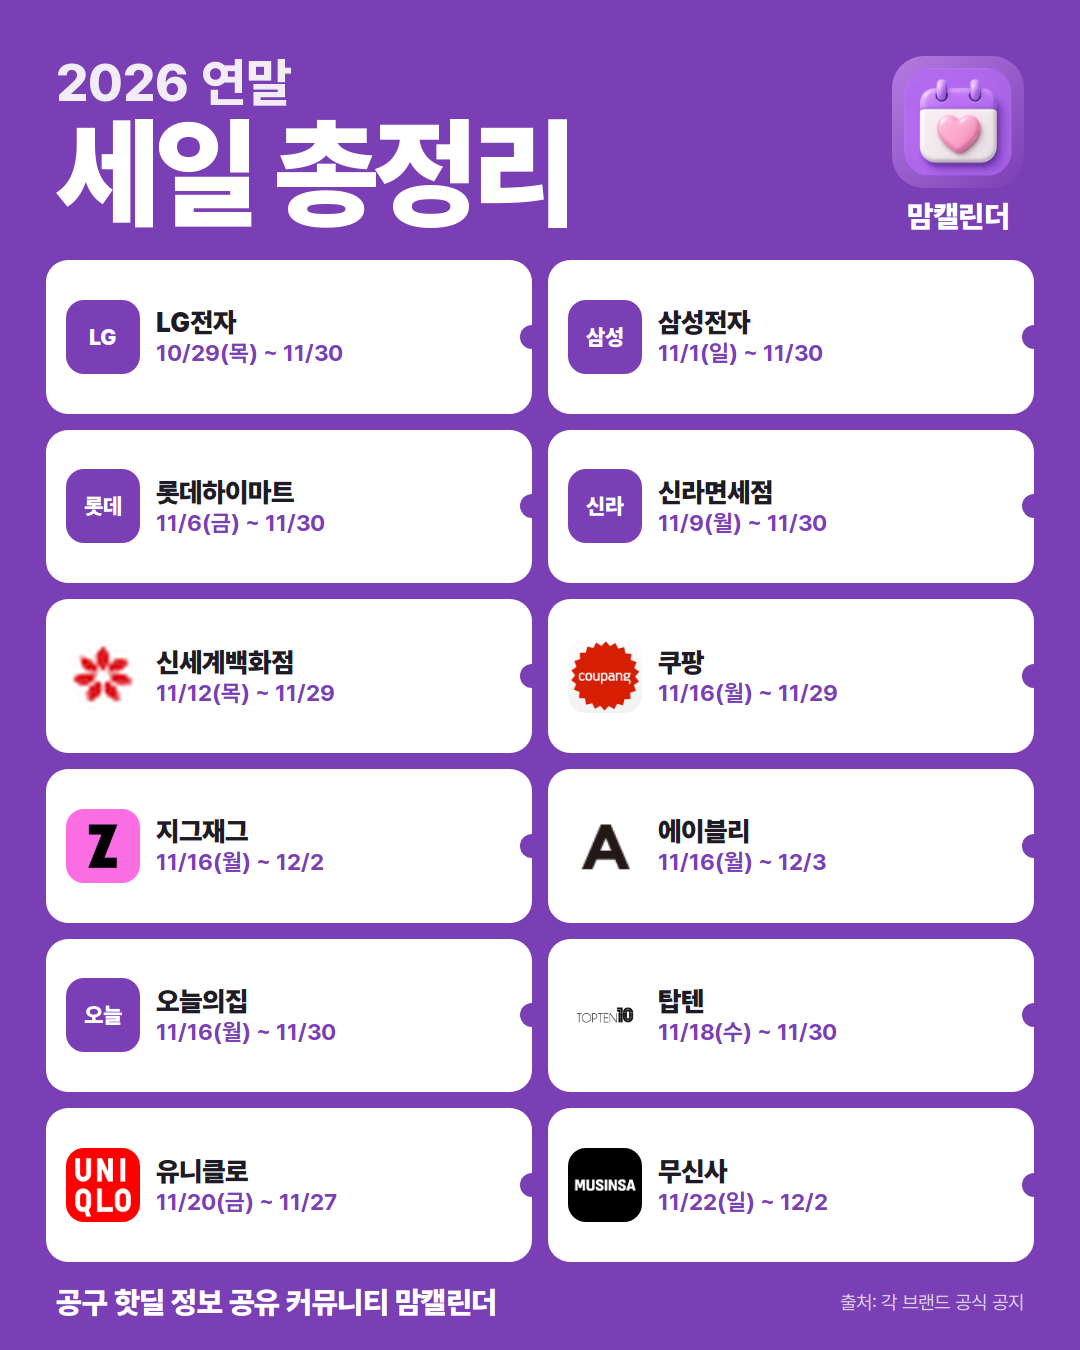 2026 연말
세일 총정리
맘캘린더
LG
LG전자
10/29(목) ~ 11/30
삼성
삼성전자
11/1(일) ~ 11/30
롯데
롯데하이마트
11/6(금) ~ 11/30
신라
신라면세점
11/9(월) ~ 11/30
신세계백화점
11/12(목) ~ 11/29
coupang
쿠팡
11/16(월) ~ 11/29
Z
지그재그
11/16(월) ~ 12/2
A
에이블리
11/16(월) ~ 12/3
오늘
오늘의집
11/16(월) ~ 11/30
TOPTEN10
탑텐
11/18(수) ~ 11/30
UNI
QLO
유니클로
11/20(금) ~ 11/27
MUSINSA
무신사
11/22(일) ~ 12/2
공구 핫딜 정보 공유 커뮤니티 맘캘린더
출처: 각 브랜드 공식 공지